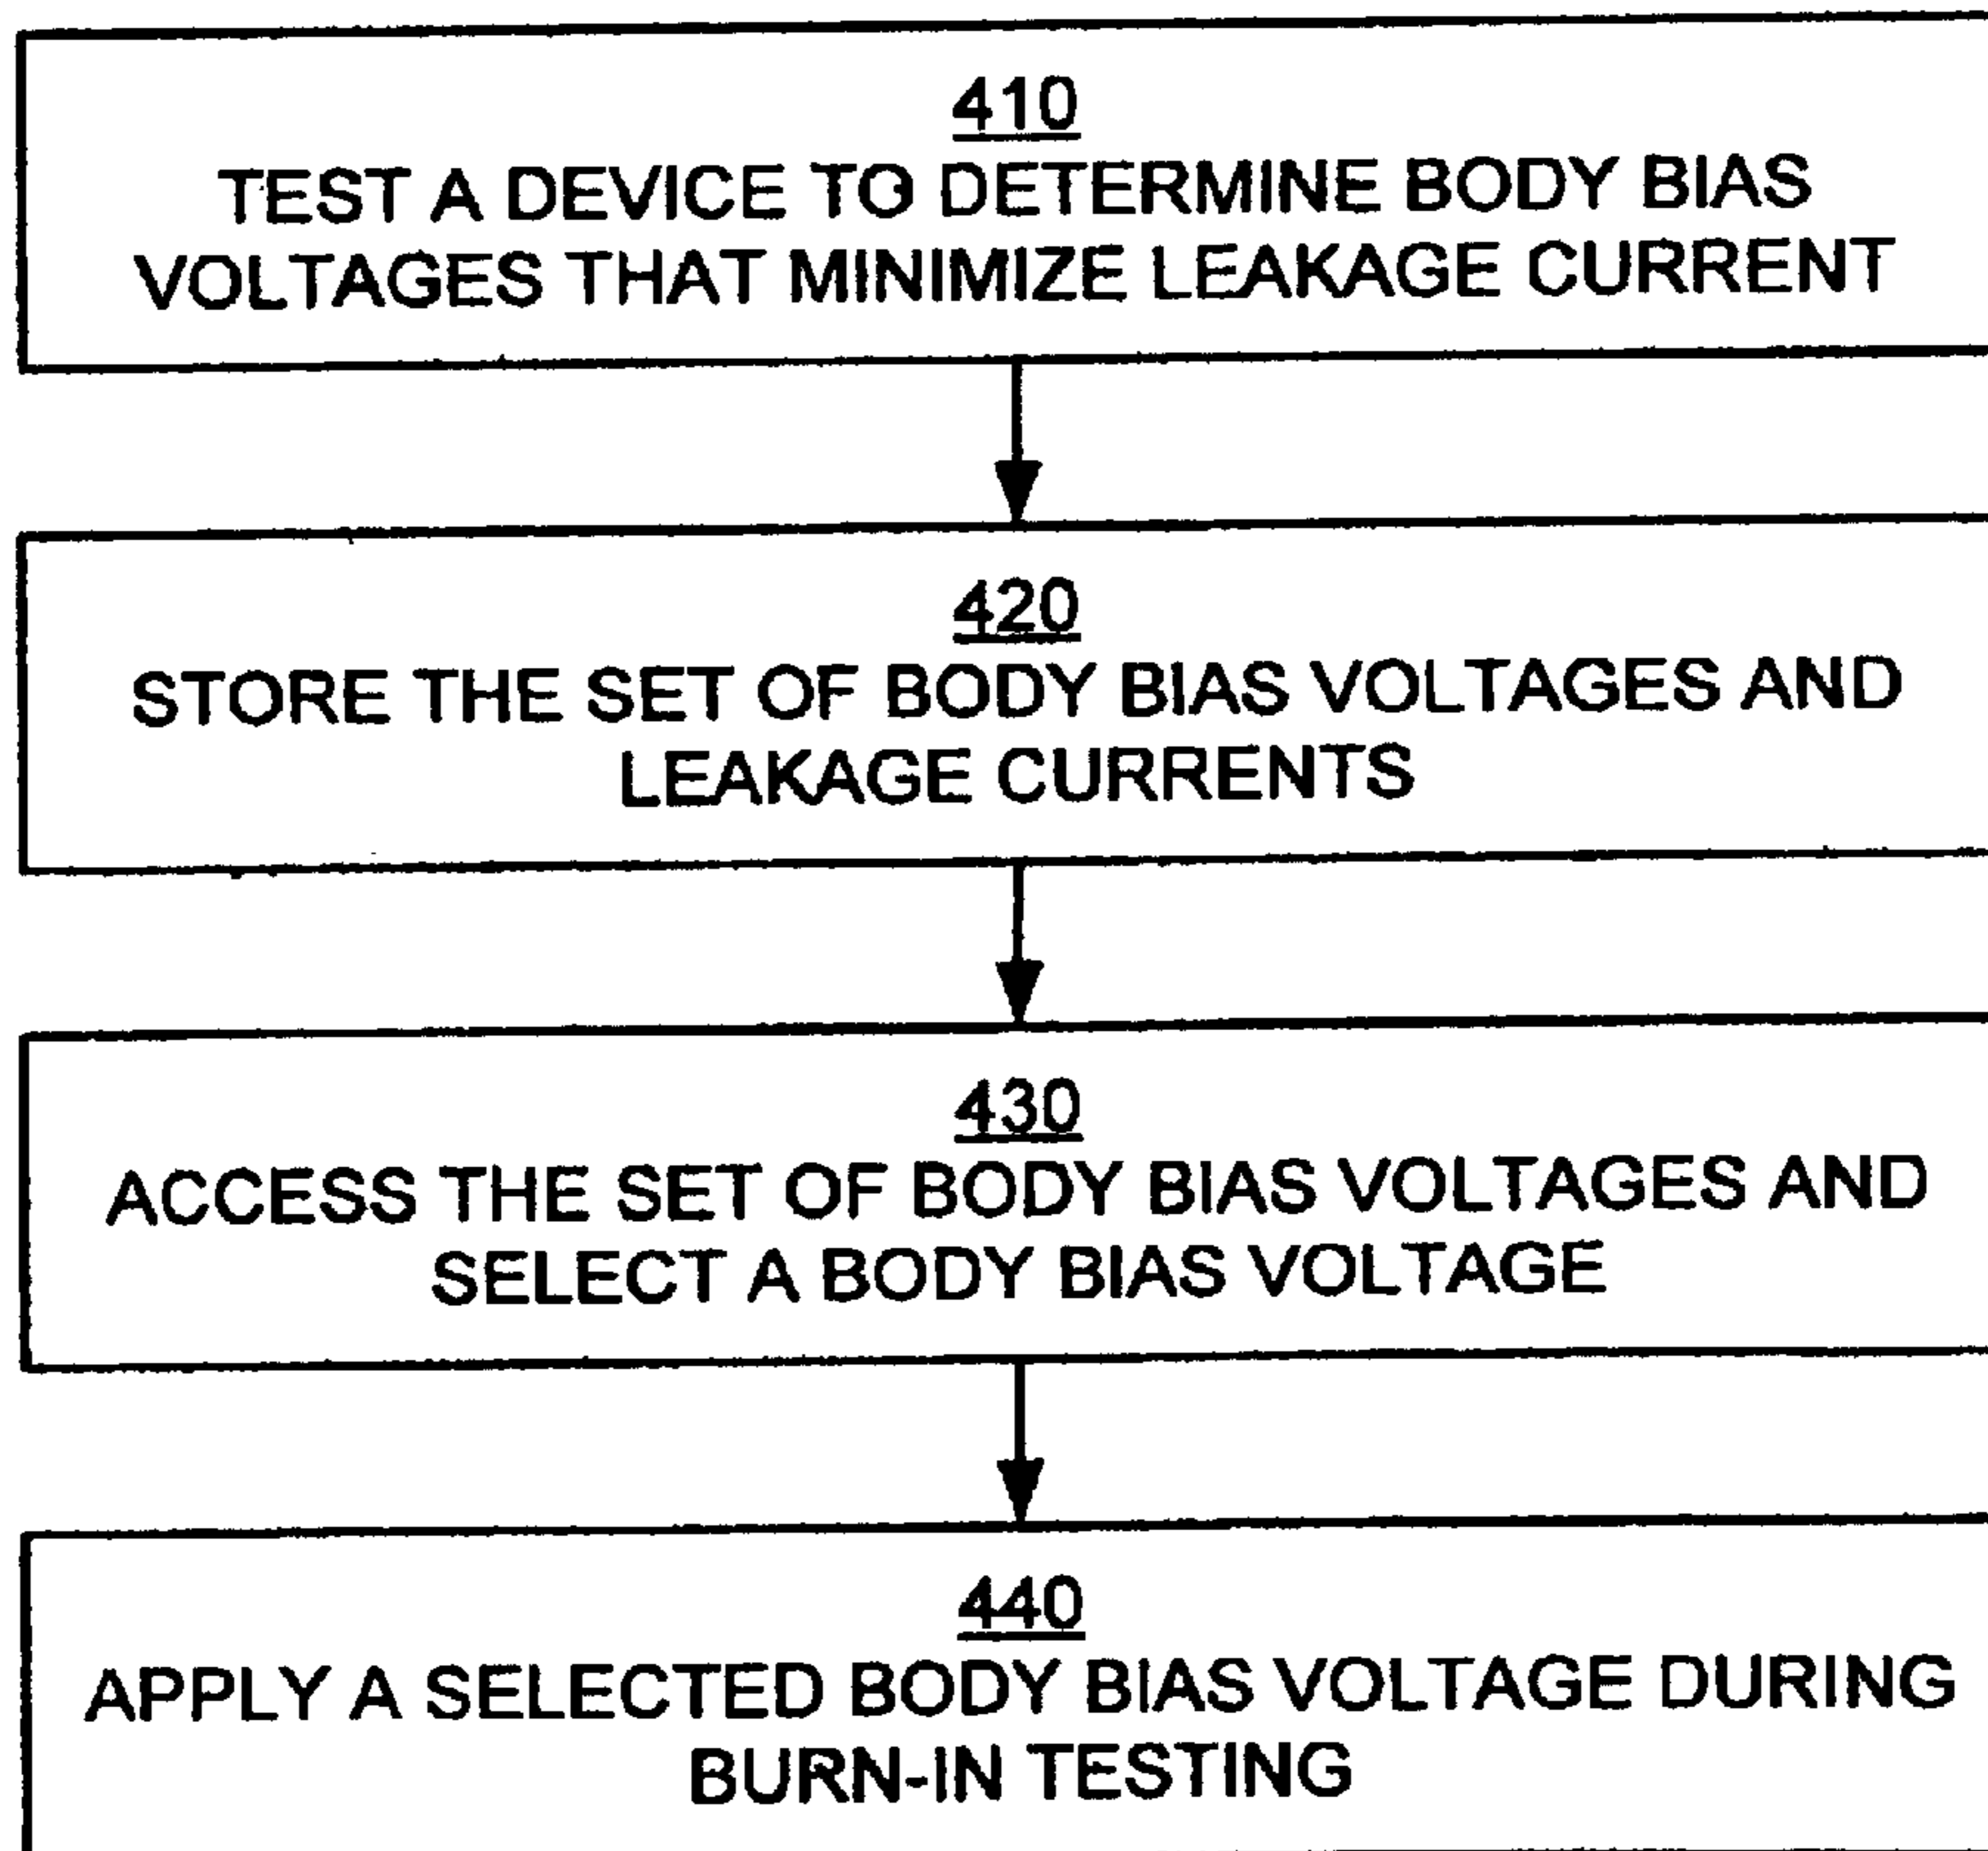 410
TEST A DEVICE TO DETERMINE BODY BIAS
VOLTAGES THAT MINIMIZE LEAKAGE CURRENT
420
STORE THE SET OF BODY BIAS VOLTAGES AND
LEAKAGE CURRENTS
430
ACCESS THE SET OF BODY BIAS VOLTAGES AND
SELECT A BODY BIAS VOLTAGE
440
APPLY A SELECTED BODY BIAS VOLTAGE DURING
BURN-IN TESTING